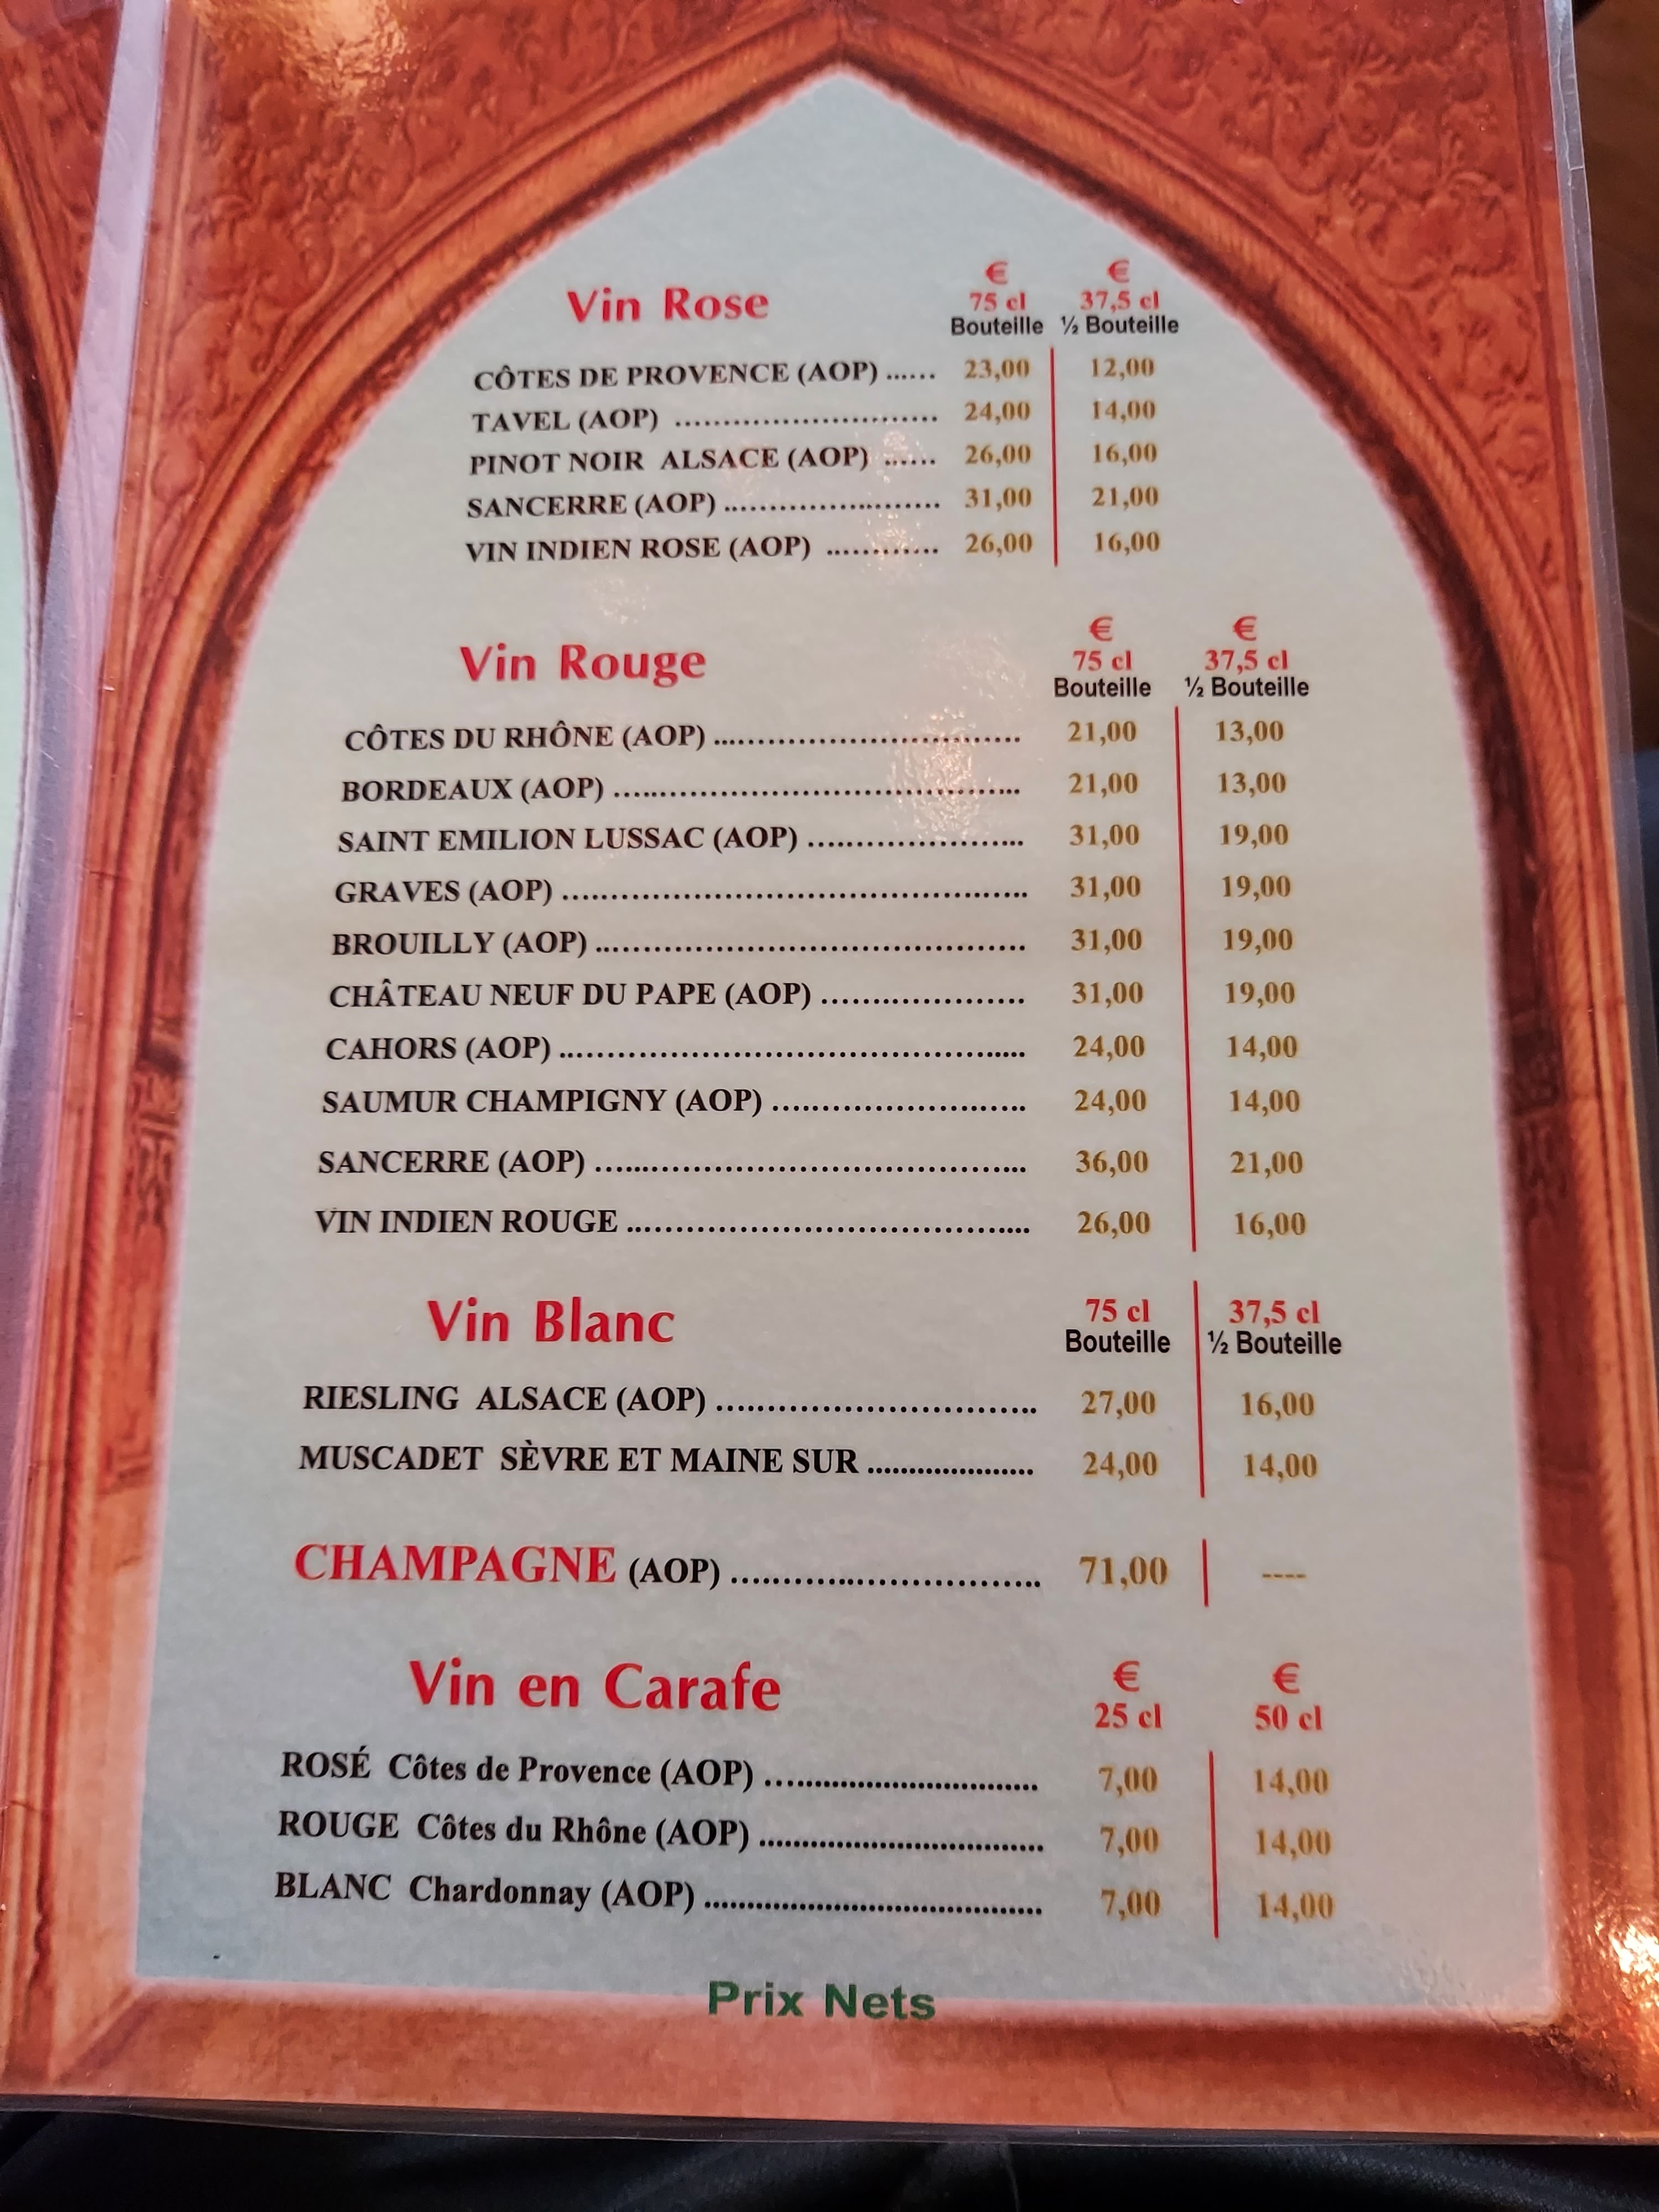 Vin Rose € €
75 cl 37,5 cl
Bouteille ½ Bouteille
CÔTES DE PROVENCE (AOP) ...... 23,00 12,00
TAVEL (AOP) ........................... 24,00 14,00
PINOT NOIR ALSACE (AOP) ...... 26,00 16,00
SANCERRE (AOP) ........................ 31,00 21,00
VIN INDIEN ROSE (AOP) ............ 26,00 16,00
Vin Rouge € €
75 cl 37,5 cl
Bouteille ½ Bouteille
CÔTES DU RHÔNE (AOP) ................................. 21,00 13,00
BORDEAUX (AOP) ........................................... 21,00 13,00
SAINT EMILION LUSSAC (AOP) ....................... 31,00 19,00
GRAVES (AOP) ................................................. 31,00 19,00
BROUILLY (AOP) ............................................. 31,00 19,00
CHÂTEAU NEUF DU PAPE (AOP) ..................... 31,00 19,00
CAHORS (AOP) ................................................ 24,00 14,00
SAUMUR CHAMPIGNY (AOP) .......................... 24,00 14,00
SANCERRE (AOP) ............................................ 36,00 21,00
VIN INDIEN ROUGE ......................................... 26,00 16,00
Vin Blanc 75 cl 37,5 cl
Bouteille ½ Bouteille
RIESLING ALSACE (AOP) ................................ 27,00 16,00
MUSCADET SÈVRE ET MAINE SUR ..................... 24,00 14,00
CHAMPAGNE (AOP) ................................ 71,00 ----
Vin en Carafe € €
25 cl 50 cl
ROSÉ Côtes de Provence (AOP) .................................. 7,00 14,00
ROUGE Côtes du Rhône (AOP) .................................... 7,00 14,00
BLANC Chardonnay (AOP) .......................................... 7,00 14,00
Prix Nets